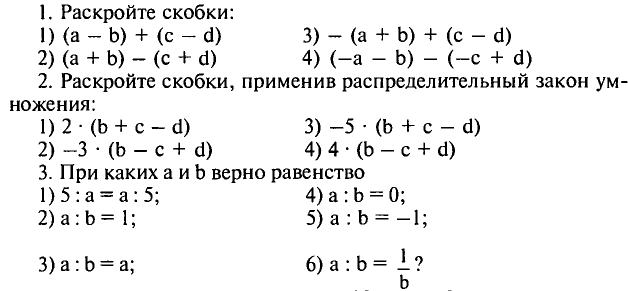 1. Раскройте скобки:
1) (a – b) + (c – d) 3) – (a + b) + (c – d)
2) (a + b) – (c + d) 4) (–a – b) – (–c + d)
2. Раскройте скобки, применив распределительный закон ум-
ножения:
1) 2 · (b + c – d) 3) –5 · (b + c – d)
2) –3 · (b – c + d) 4) 4 · (b – c + d)
3. При каких a и b верно равенство
1) 5 : a = a : 5; 4) a : b = 0;
2) a : b = 1; 5) a : b = –1;
3) a : b = a; 6) a : b = 1/b ?